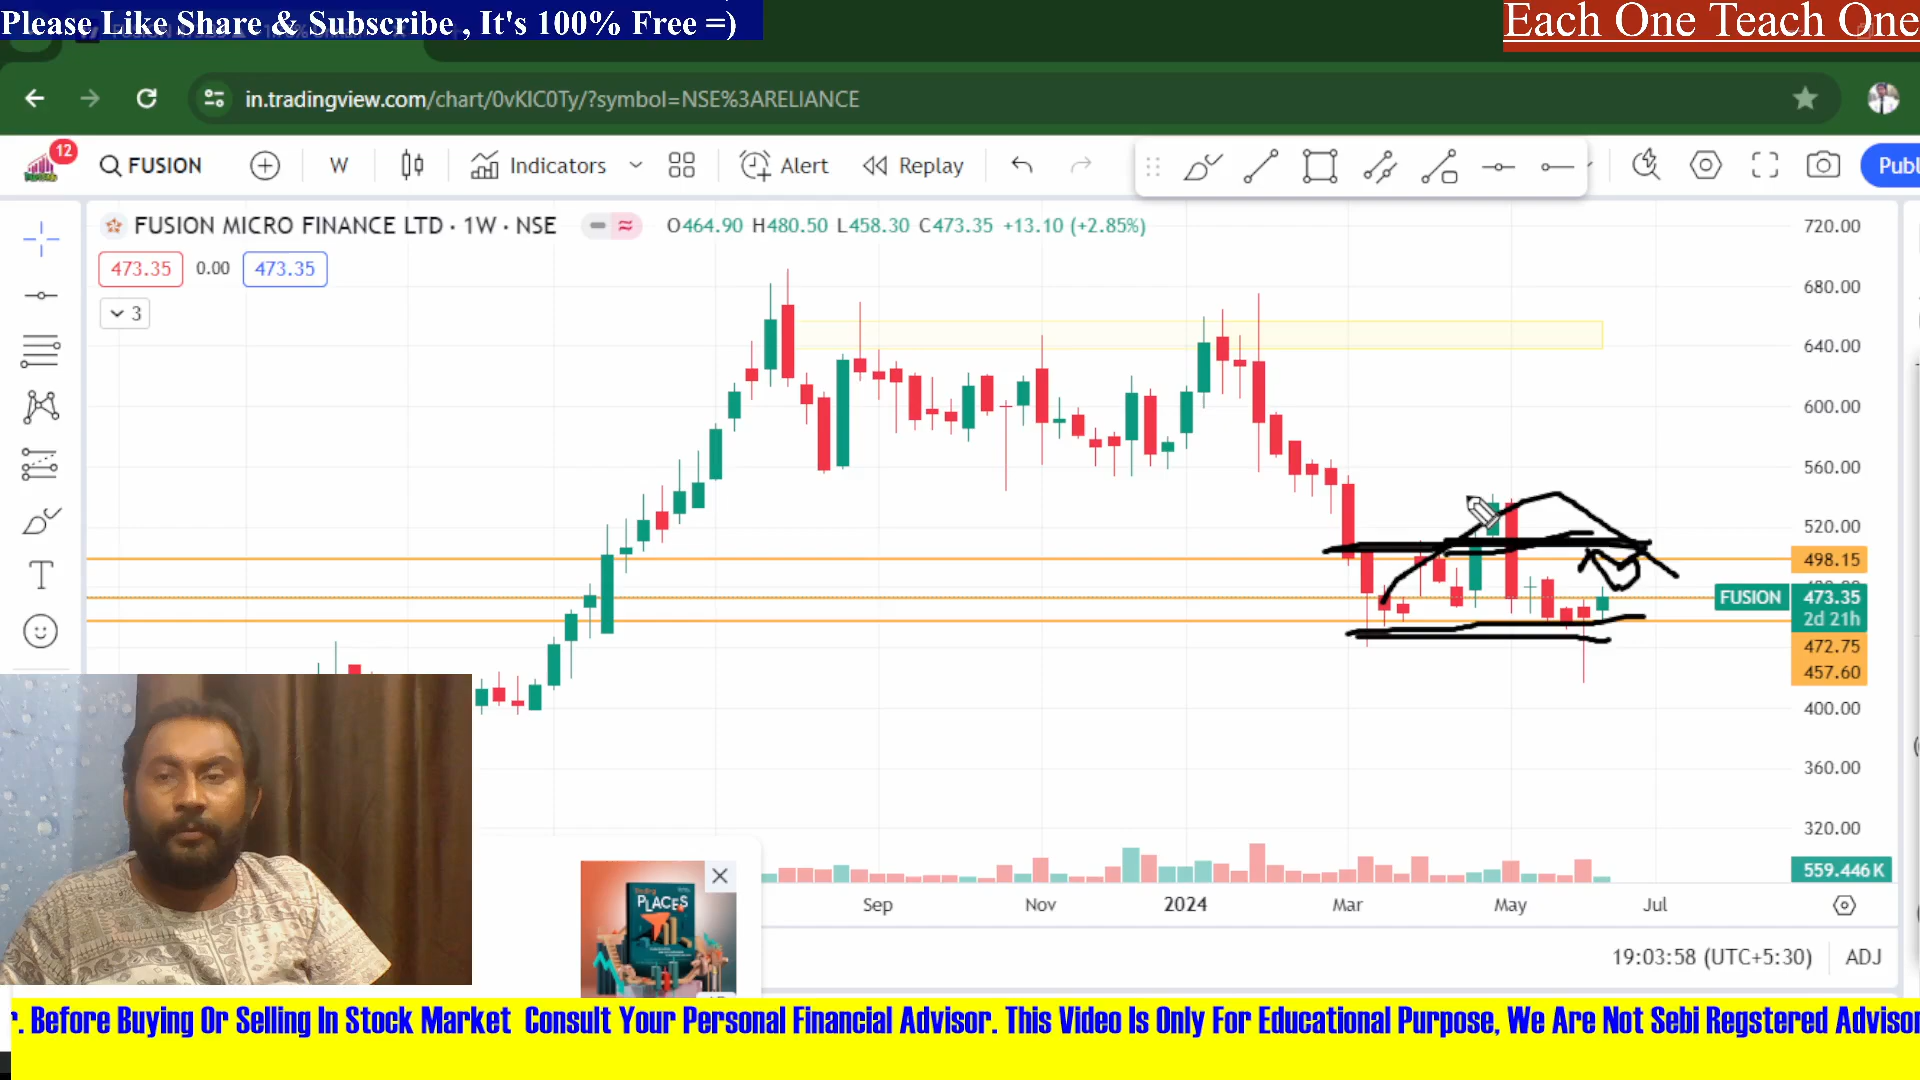 Please Like Share & Subscribe , It's 100% Free =)
Each One Teach One
in.tradingview.com/chart/0vKIC0Ty/?symbol=NSE%3ARELIANCE
12
FUSION
W
Indicators
Alert
Replay
Publ
FUSION MICRO FINANCE LTD · 1W · NSE
O464.90 H480.50 L458.30 C473.35 +13.10 (+2.85%)
473.35 0.00 473.35
3
720.00
680.00
640.00
600.00
560.00
520.00
498.15
FUSION 473.35
2d 21h
472.75
457.60
400.00
360.00
320.00
559.446 K
PLACES
Sep Nov 2024 Mar May Jul
19:03:58 (UTC+5:30) ADJ
r. Before Buying Or Selling In Stock Market Consult Your Personal Financial Advisor. This Video Is Only For Educational Purpose, We Are Not Sebi Regstered Advisor